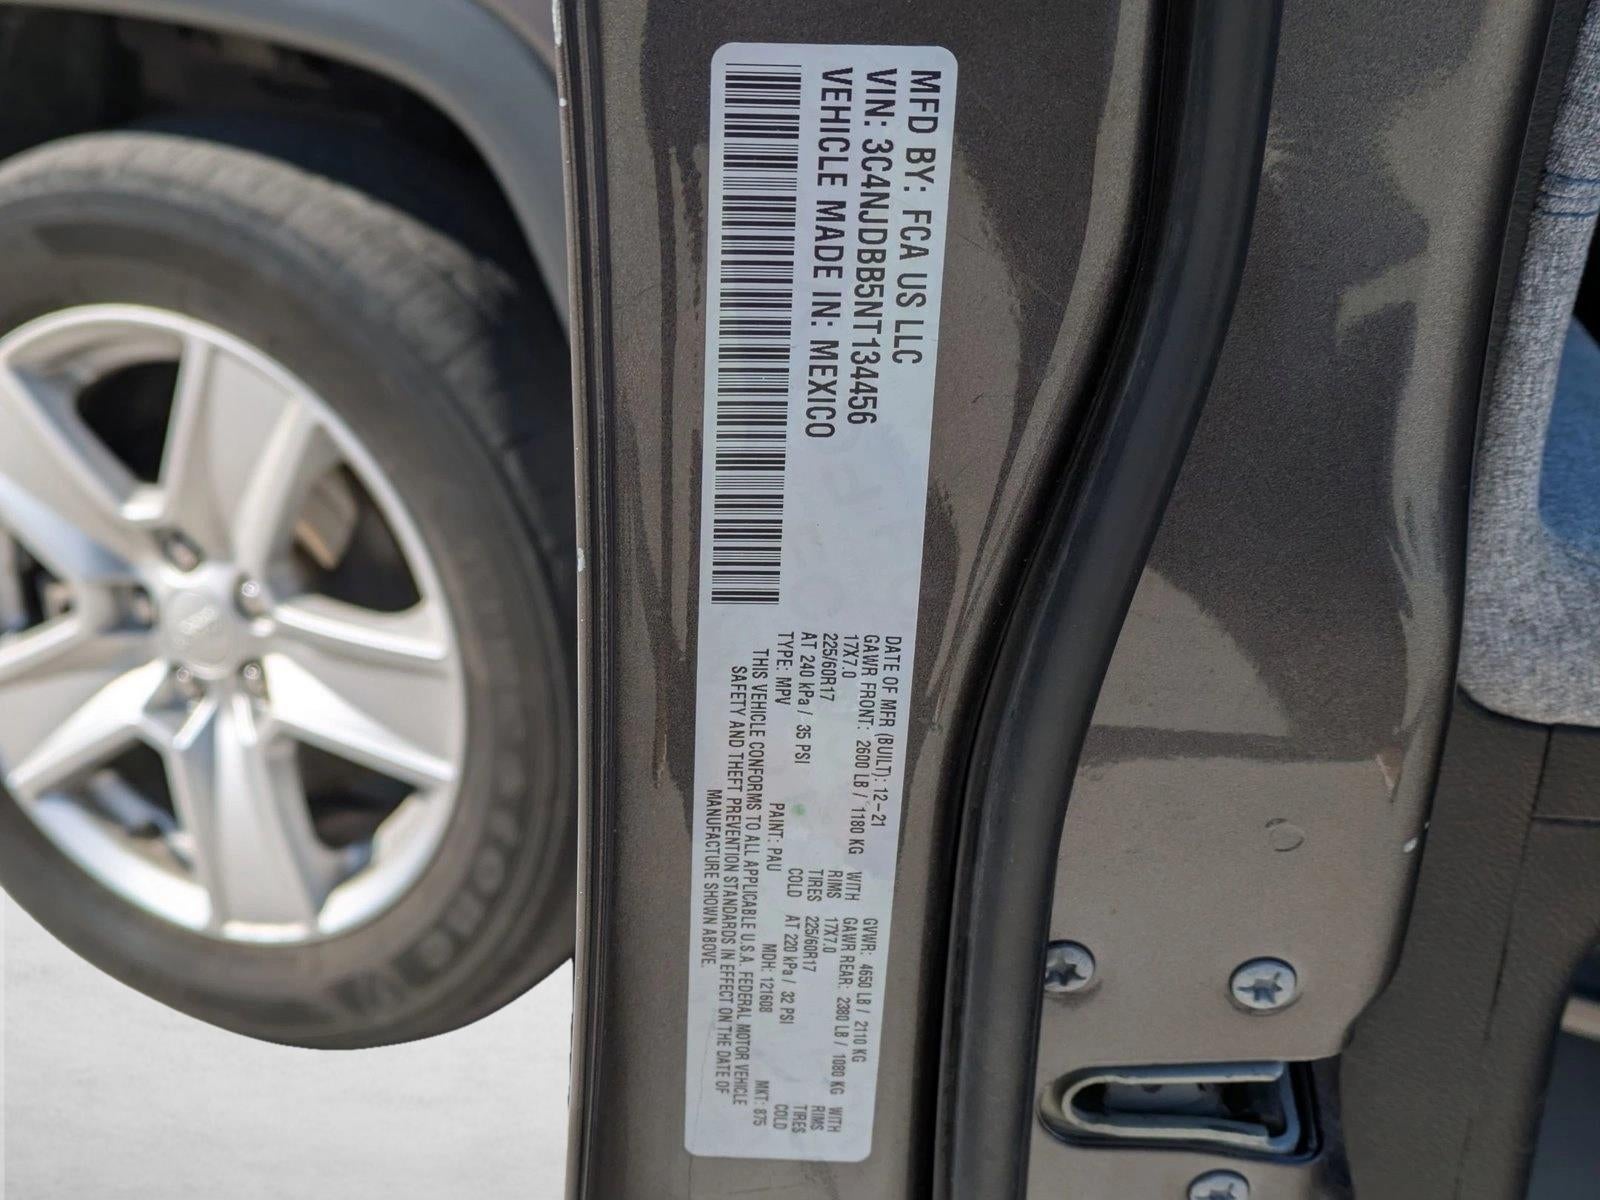 MFD BY: FCA US LLC
VIN: 3C4NJDBB5NT134456
VEHICLE MADE IN: MEXICO
DATE OF MFR (BUILT): 12-21 GVWR: 4650 LB / 2110 KG
GAWR FRONT: 2600 LB / 1180 KG WITH GAWR REAR: 2380 LB / 1080 KG WITH
17X7.0 RIMS 17X7.0 RIMS
225/60R17 TIRES 225/60R17 TIRES
AT 240 kPa / 35 PSI COLD AT 220 kPa / 32 PSI COLD
TYPE: MPV PAINT: PAU MDH: 121608 MKT: 875
THIS VEHICLE CONFORMS TO ALL APPLICABLE U.S.A. FEDERAL MOTOR VEHICLE
SAFETY AND THEFT PREVENTION STANDARDS IN EFFECT ON THE DATE OF
MANUFACTURE SHOWN ABOVE.